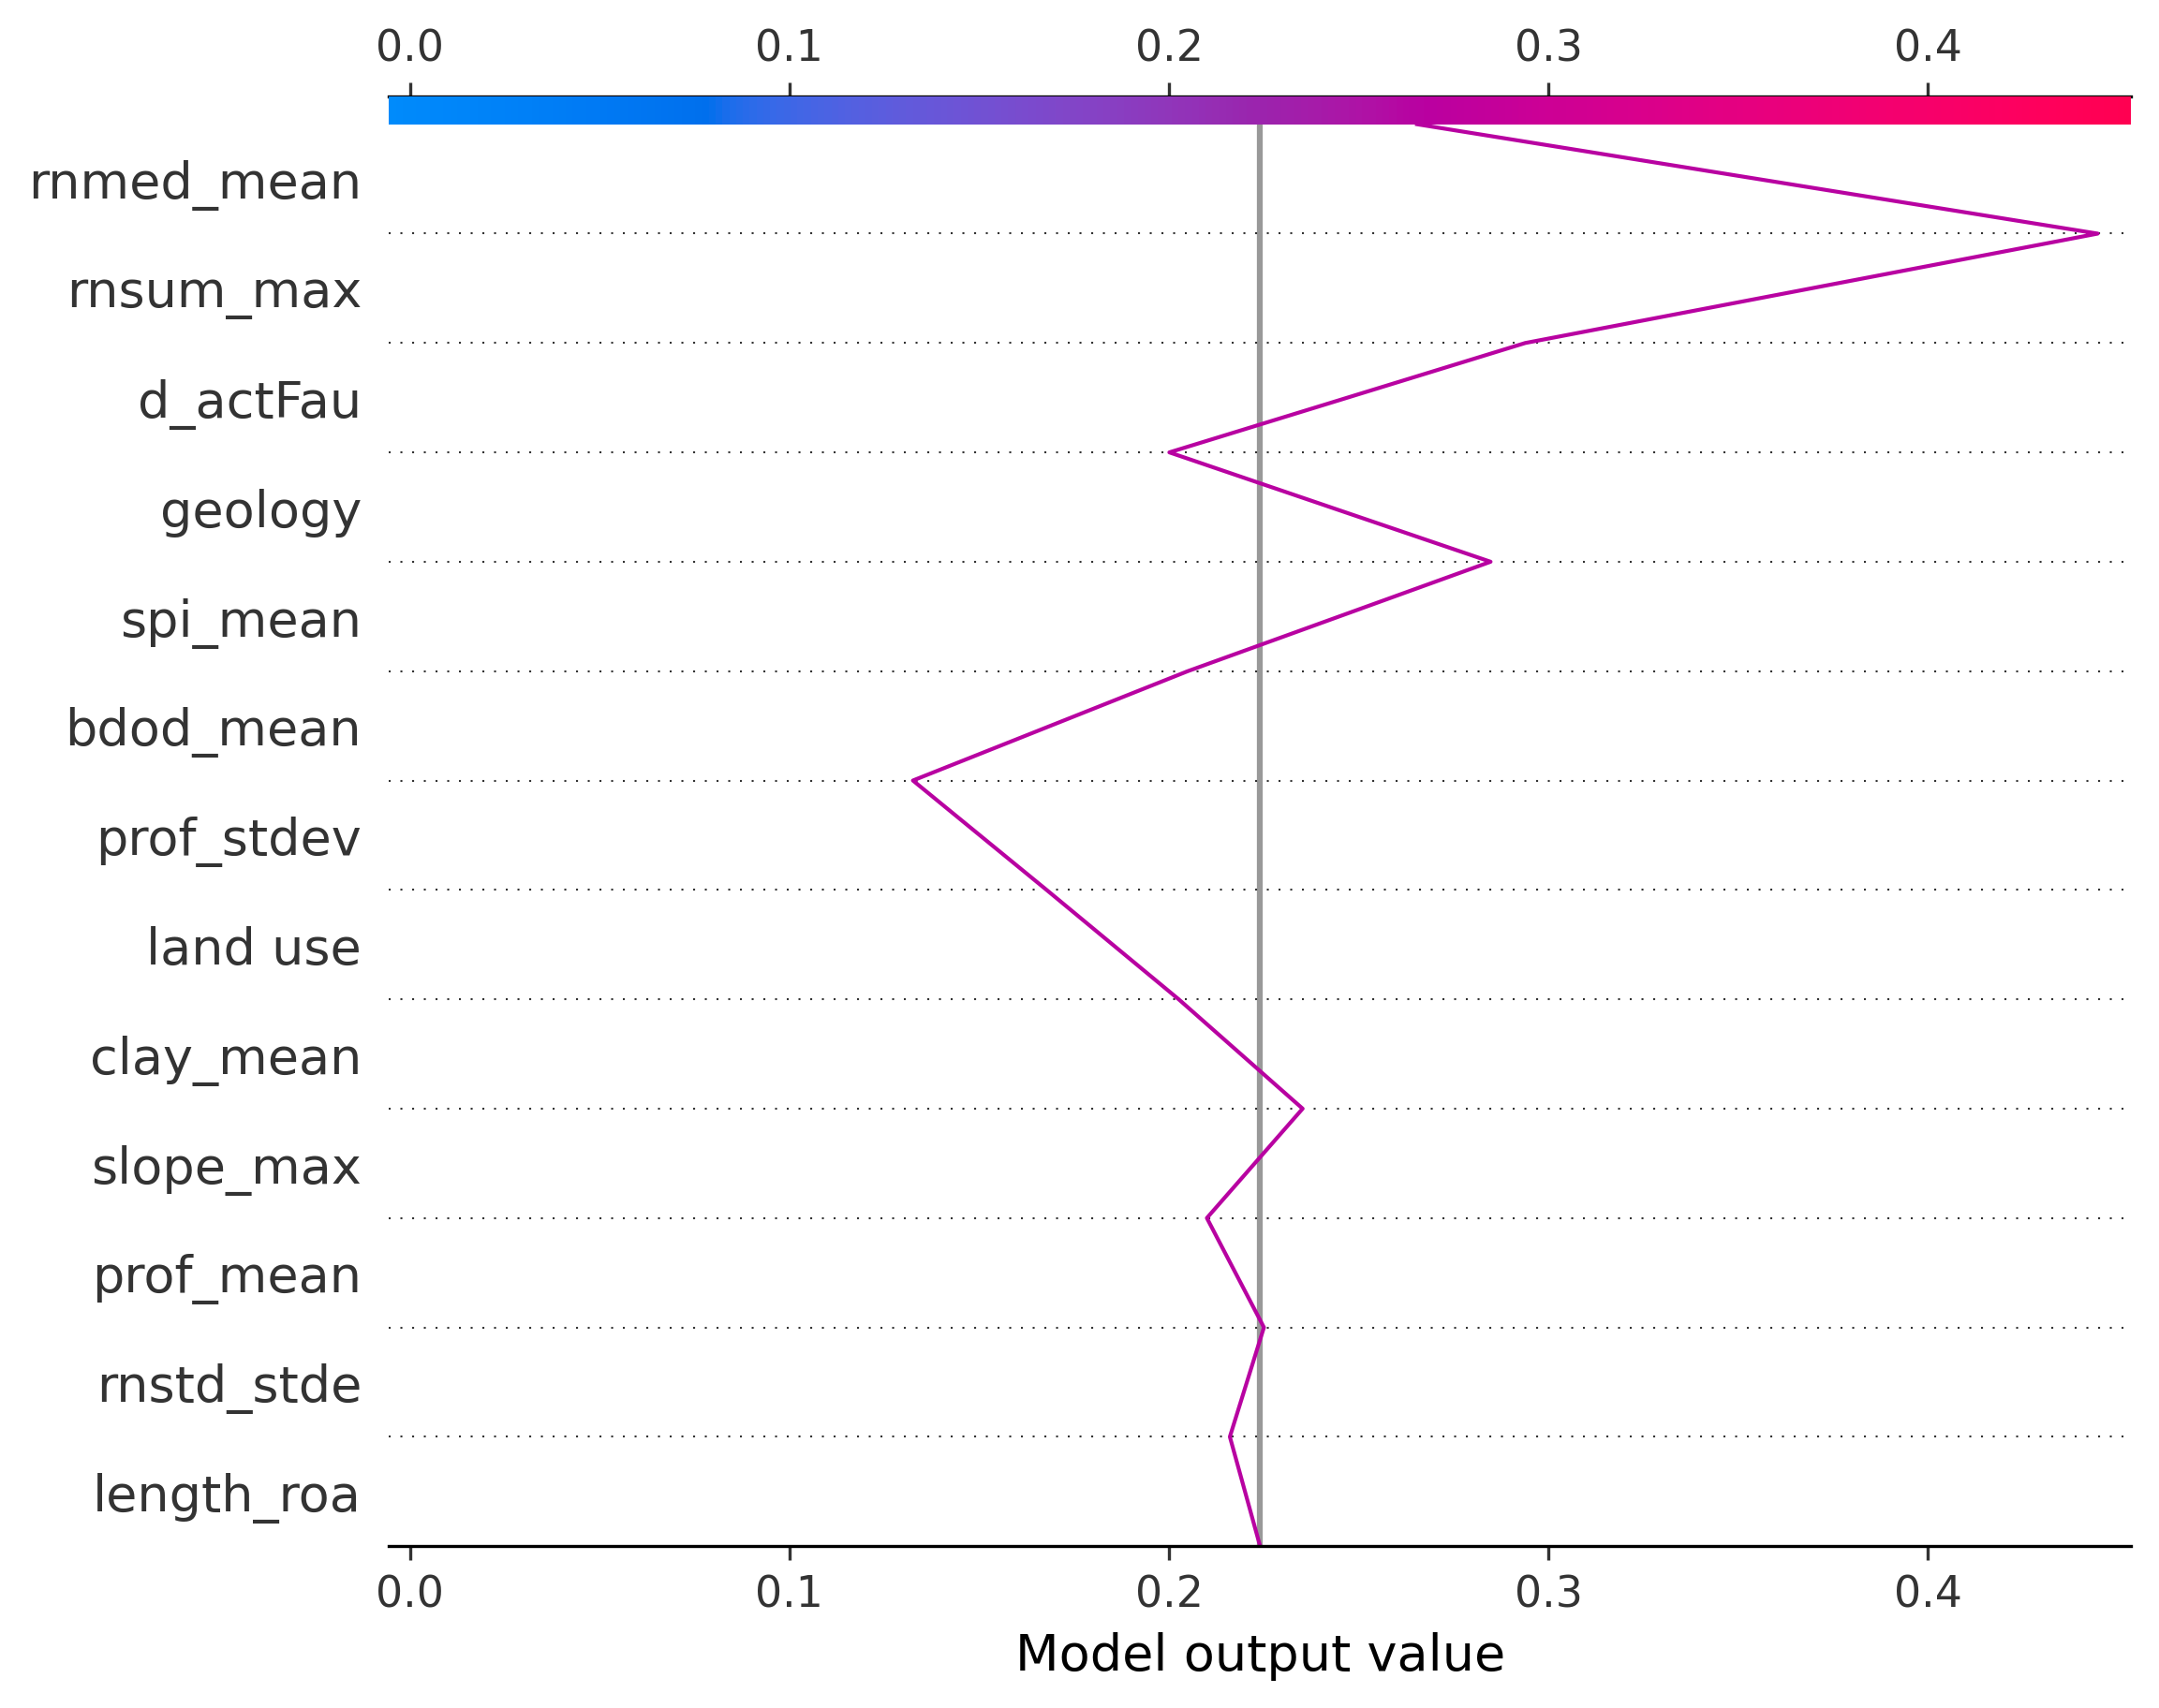 0.0 0.1 0.2 0.3 0.4
rnmed_mean
rnsum_max
d_actFau
geology
spi_mean
bdod_mean
prof_stdev
land use
clay_mean
slope_max
prof_mean
rnstd_stde
length_roa
0.0 0.1 0.2 0.3 0.4
Model output value